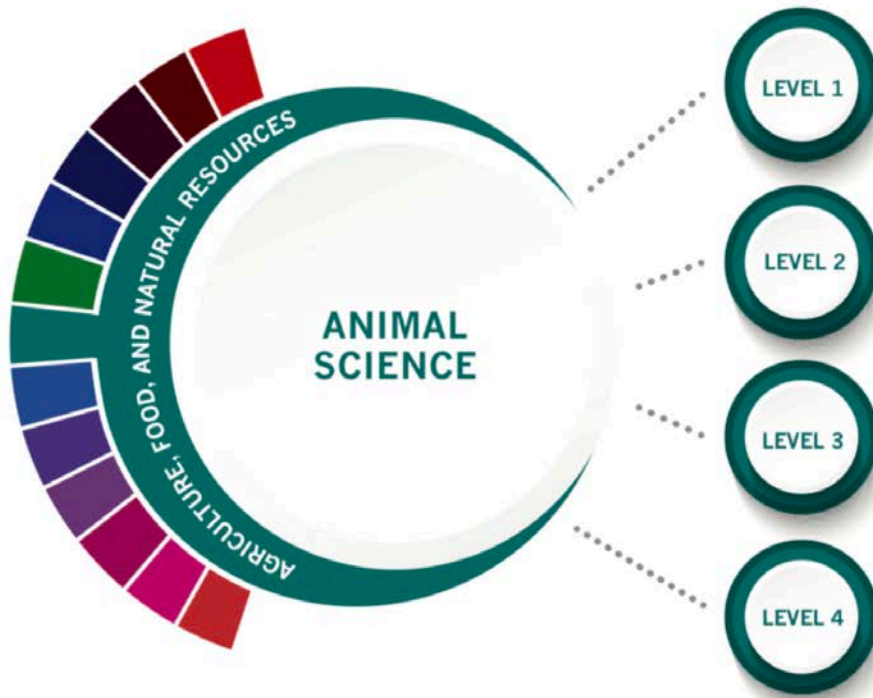 AGRICULTURE, FOOD, AND NATURAL RESOURCES
ANIMAL
SCIENCE
LEVEL 1
LEVEL 2
LEVEL 3
LEVEL 4